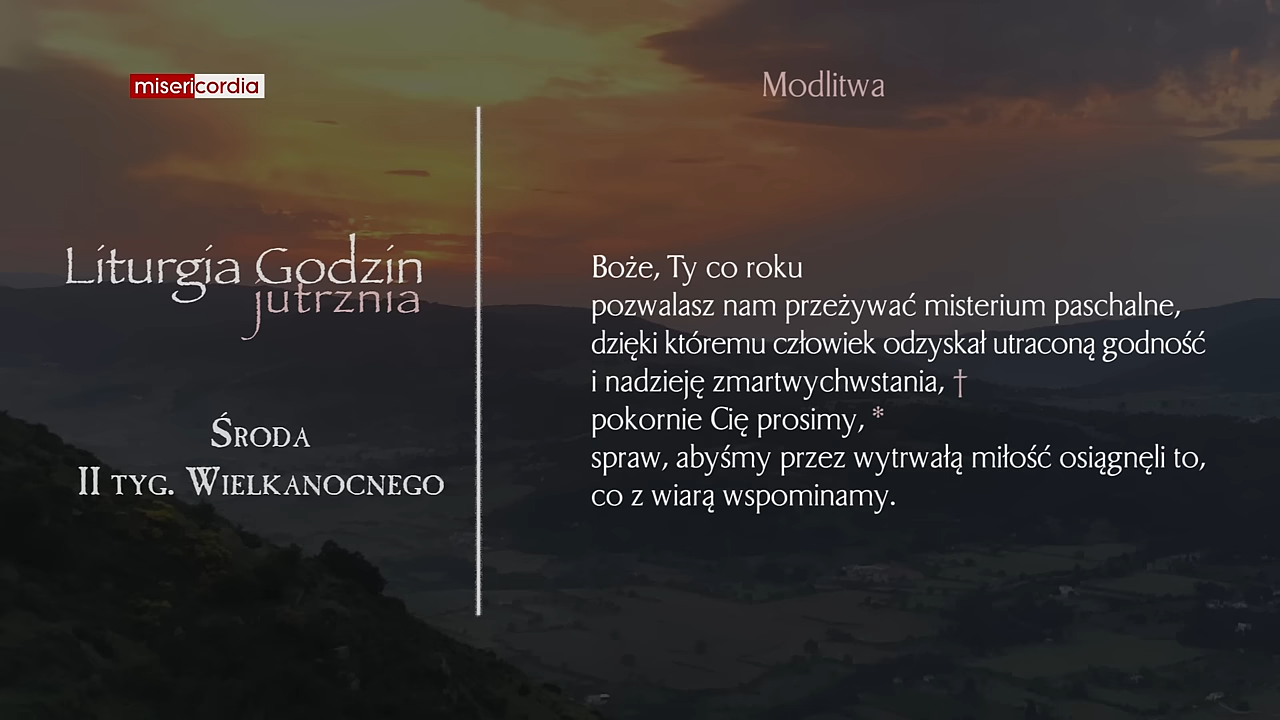 misericordia
Modlitwa
Liturgia Godzin
jutrznia
Środa
II tyg. Wielkanocnego
Boże, Ty co roku
pozwalasz nam przeżywać misterium paschalne,
dzięki któremu człowiek odzyskał utraconą godność
i nadzieję zmartwychwstania, †
pokornie Cię prosimy, *
spraw, abyśmy przez wytrwałą miłość osiągnęli to,
co z wiarą wspominamy.